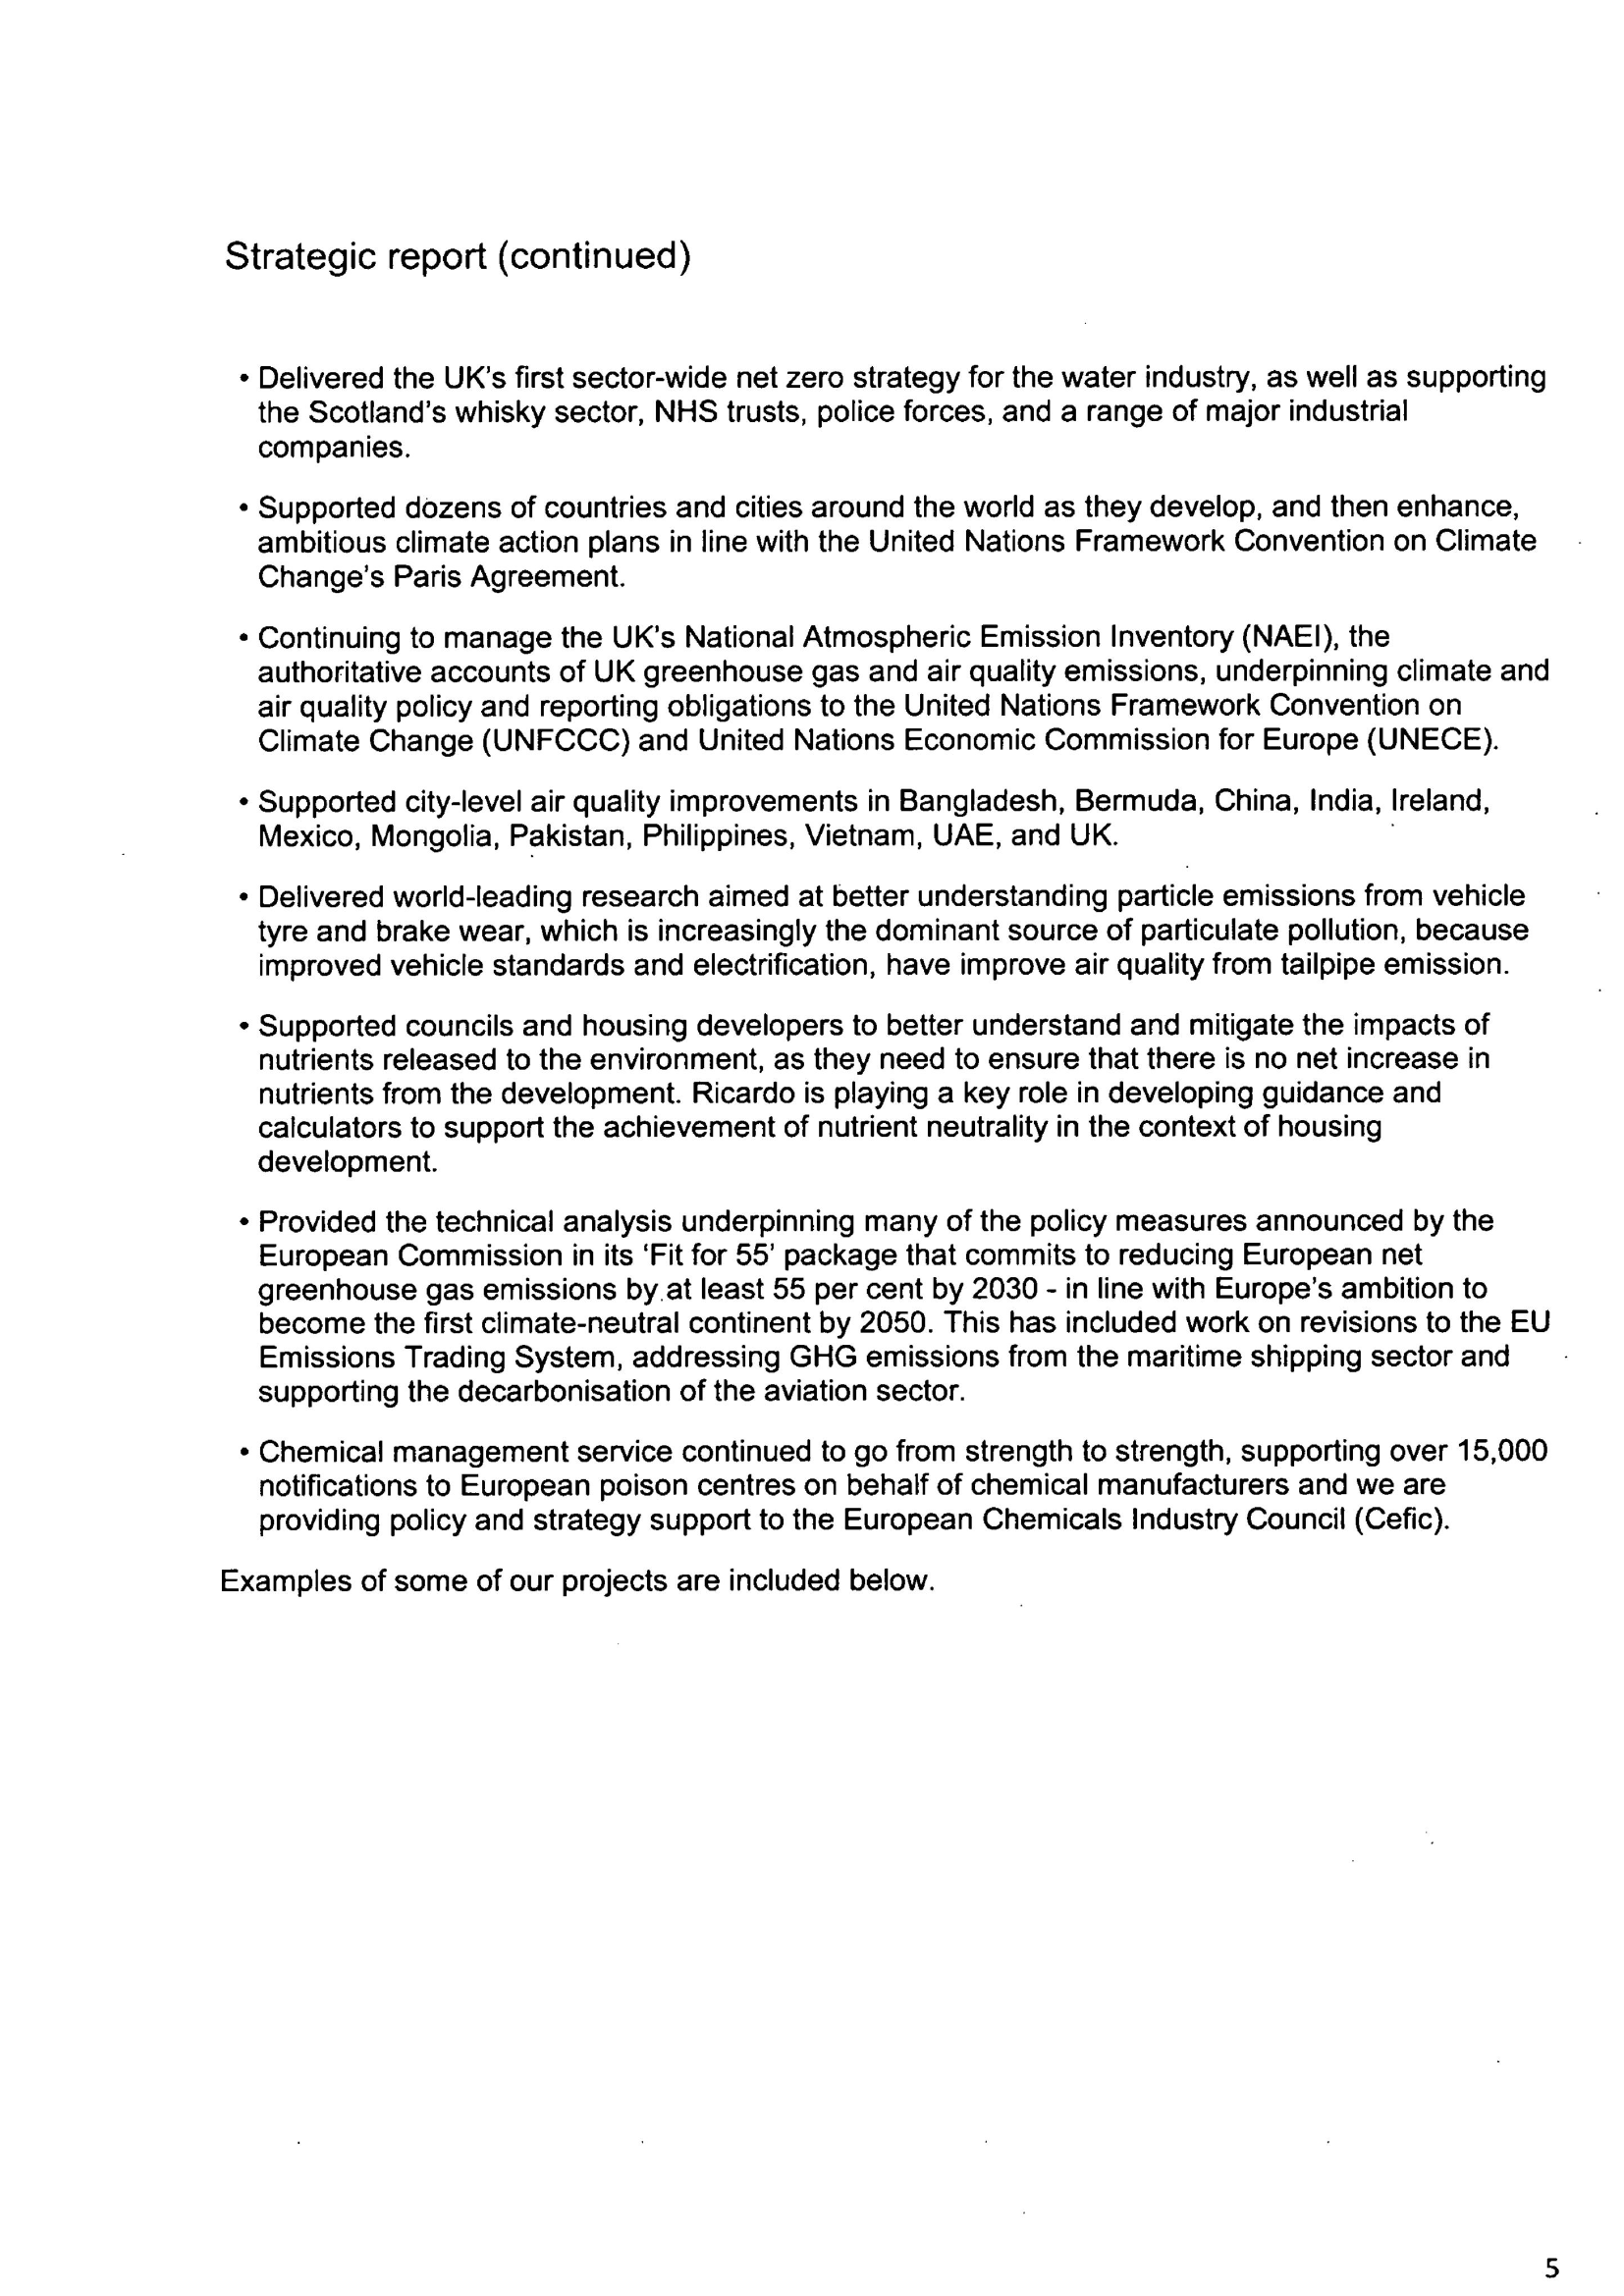 Strategic report (continued)
• Delivered the UK's first sector-wide net zero strategy for the water industry, as well as supporting
the Scotland's whisky sector, NHS trusts, police forces, and a range of major industrial
companies.
• Supported dozens of countries and cities around the world as they develop, and then enhance,
ambitious climate action plans in line with the United Nations Framework Convention on Climate
Change's Paris Agreement.
• Continuing to manage the UK's National Atmospheric Emission Inventory (NAEI), the
authoritative accounts of UK greenhouse gas and air quality emissions, underpinning climate and
air quality policy and reporting obligations to the United Nations Framework Convention on
Climate Change (UNFCCC) and United Nations Economic Commission for Europe (UNECE).
• Supported city-level air quality improvements in Bangladesh, Bermuda, China, India, Ireland,
Mexico, Mongolia, Pakistan, Philippines, Vietnam, UAE, and UK.
• Delivered world-leading research aimed at better understanding particle emissions from vehicle
tyre and brake wear, which is increasingly the dominant source of particulate pollution, because
improved vehicle standards and electrification, have improve air quality from tailpipe emission.
• Supported councils and housing developers to better understand and mitigate the impacts of
nutrients released to the environment, as they need to ensure that there is no net increase in
nutrients from the development. Ricardo is playing a key role in developing guidance and
calculators to support the achievement of nutrient neutrality in the context of housing
development.
• Provided the technical analysis underpinning many of the policy measures announced by the
European Commission in its 'Fit for 55' package that commits to reducing European net
greenhouse gas emissions by at least 55 per cent by 2030 - in line with Europe's ambition to
become the first climate-neutral continent by 2050. This has included work on revisions to the EU
Emissions Trading System, addressing GHG emissions from the maritime shipping sector and
supporting the decarbonisation of the aviation sector.
• Chemical management service continued to go from strength to strength, supporting over 15,000
notifications to European poison centres on behalf of chemical manufacturers and we are
providing policy and strategy support to the European Chemicals Industry Council (Cefic).
Examples of some of our projects are included below.
5